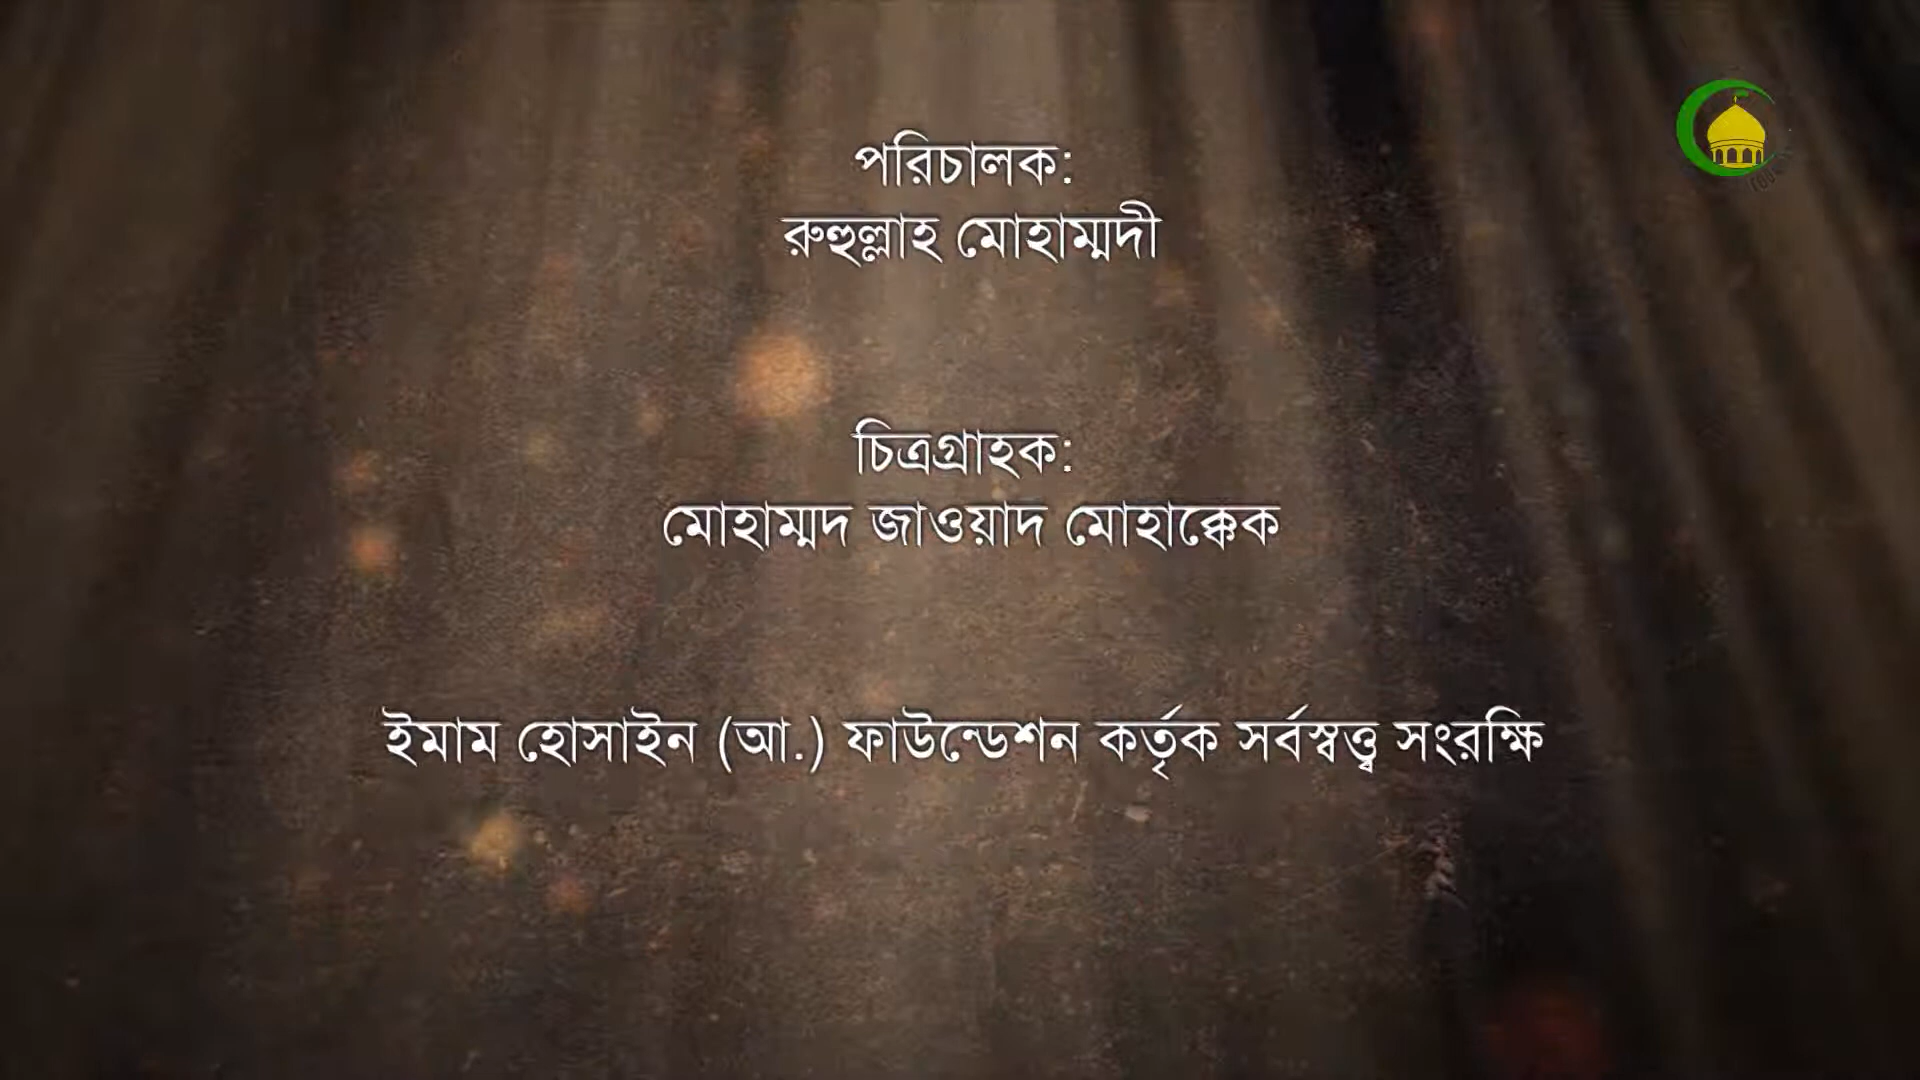 পরিচালক:
রুহুল্লাহ মোহাম্মদী
চিত্রগ্রাহক:
মোহাম্মদ জাওয়াদ মোহাক্কেক
ইমাম হোসাইন (আ.) ফাউন্ডেশন কর্তৃক সর্বস্বত্ত্ব সংরক্ষি